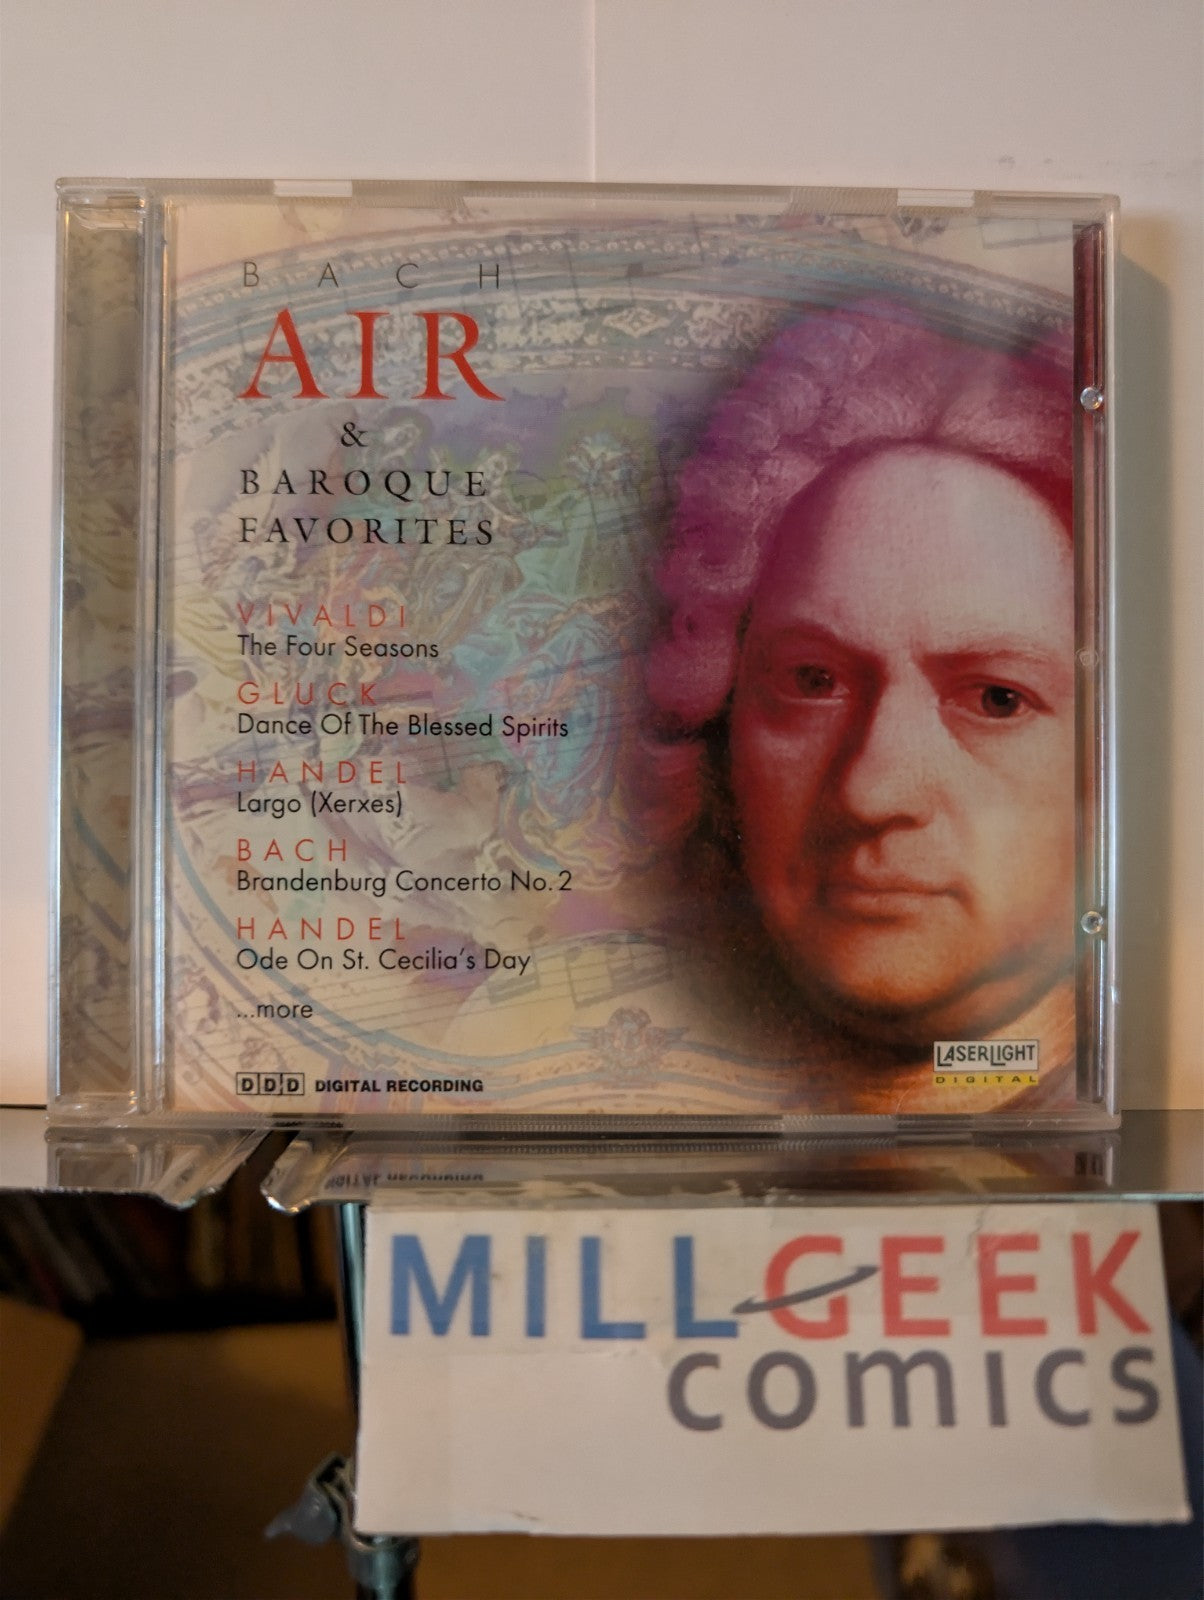 BACH
AIR
&
BAROQUE
FAVORITES
VIVALDI
The Four Seasons
GLUCK
Dance Of The Blessed Spirits
HANDEL
Largo (Xerxes)
BACH
Brandenburg Concerto No. 2
HANDEL
Ode On St. Cecilia's Day
...more
DDD DIGITAL RECORDING
LASERLIGHT
DIGITAL
MILLGEEK
comics